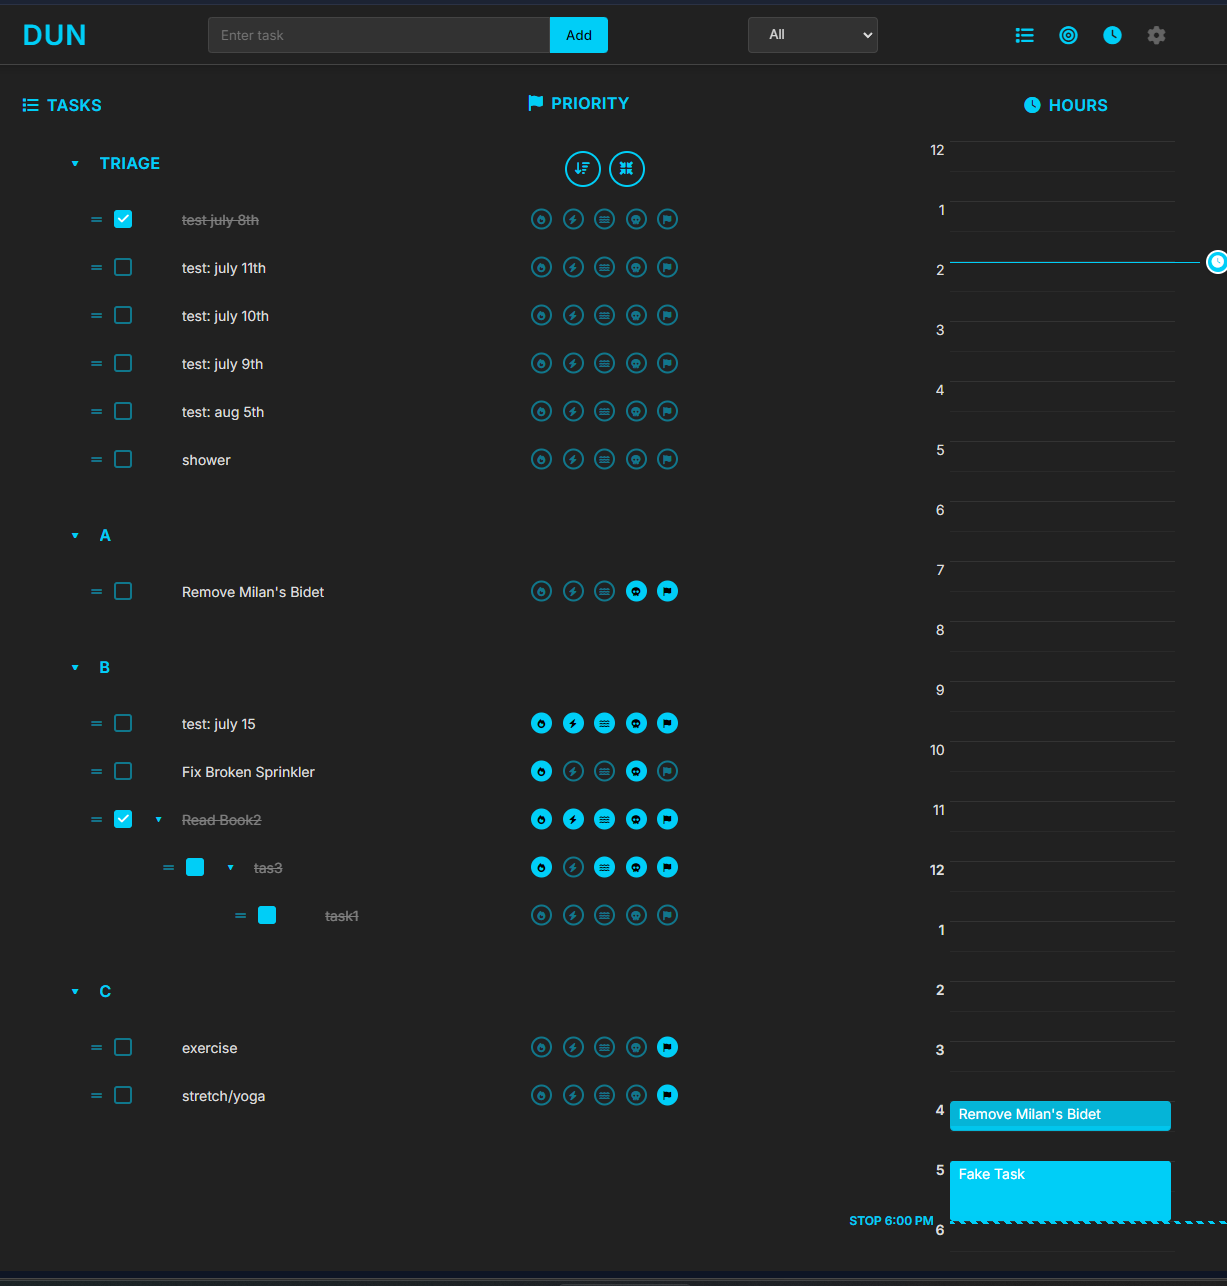 DUN
Enter task
Add
All
TASKS
PRIORITY
HOURS
TRIAGE
test july 8th
test: july 11th
test: july 10th
test: july 9th
test: aug 5th
shower
A
Remove Milan's Bidet
B
test: july 15
Fix Broken Sprinkler
Read Book2
tas3
task1
C
exercise
stretch/yoga
12
1
2
3
4
5
6
7
8
9
10
11
12
1
2
3
4
Remove Milan's Bidet
5
Fake Task
STOP 6:00 PM
6